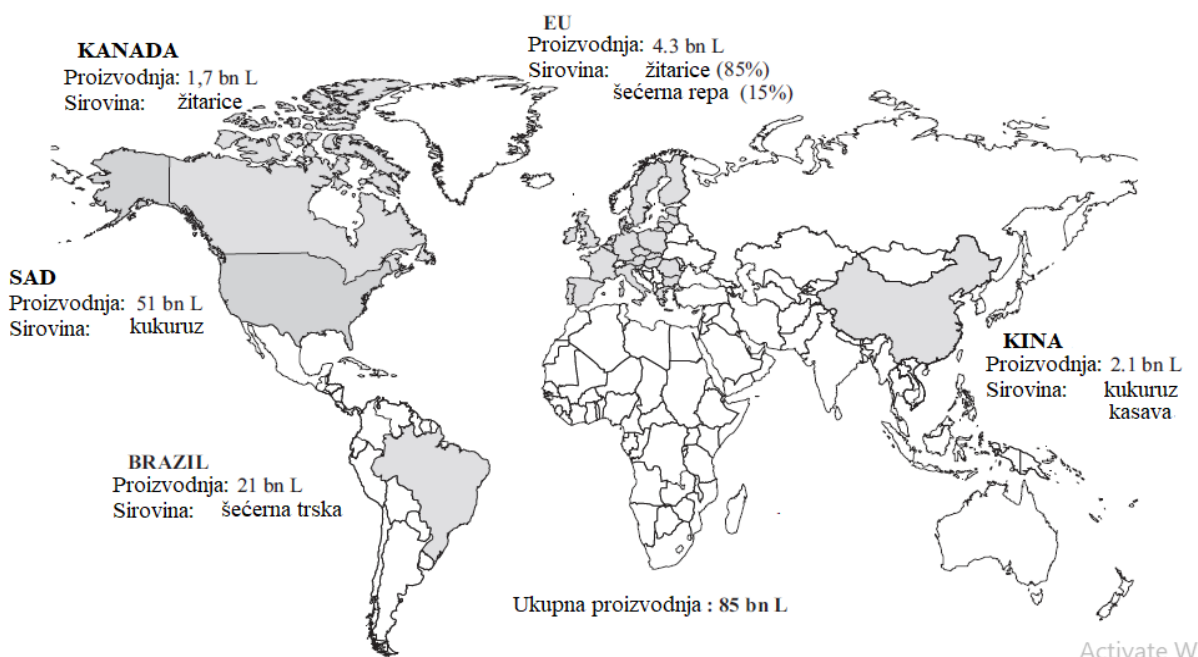 EU
Proizvodnja: 4.3 bn L
Sirovina: žitarice (85%)
šećerna repa (15%)
KANADA
Proizvodnja: 1,7 bn L
Sirovina: žitarice
SAD
Proizvodnja: 51 bn L
Sirovina: kukuruz
KINA
Proizvodnja: 2.1 bn L
Sirovina: kukuruz
kasava
BRAZIL
Proizvodnja: 21 bn L
Sirovina: šećerna trska
Ukupna proizvodnja : 85 bn L
Activate W